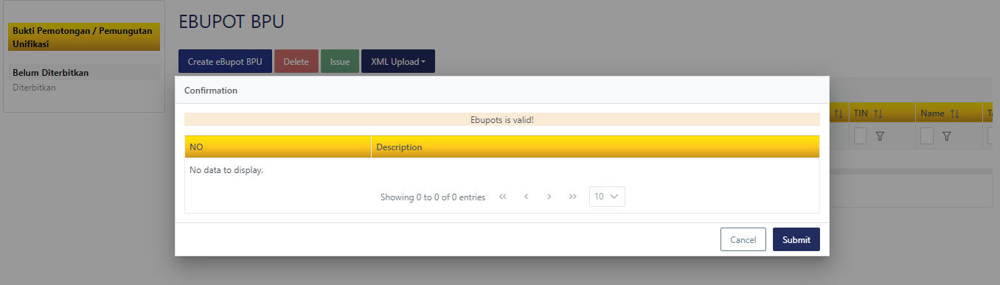 Bukti Pemotongan / Pemungutan
Unifikasi
Belum Diterbitkan
Diterbitkan
EBUPOT BPU
Create eBupot BPU
Delete
Issue
XML Upload
TIN
Name
Confirmation
Ebupots is valid!
NO
Description
No data to display.
Showing 0 to 0 of 0 entries
10
Cancel
Submit